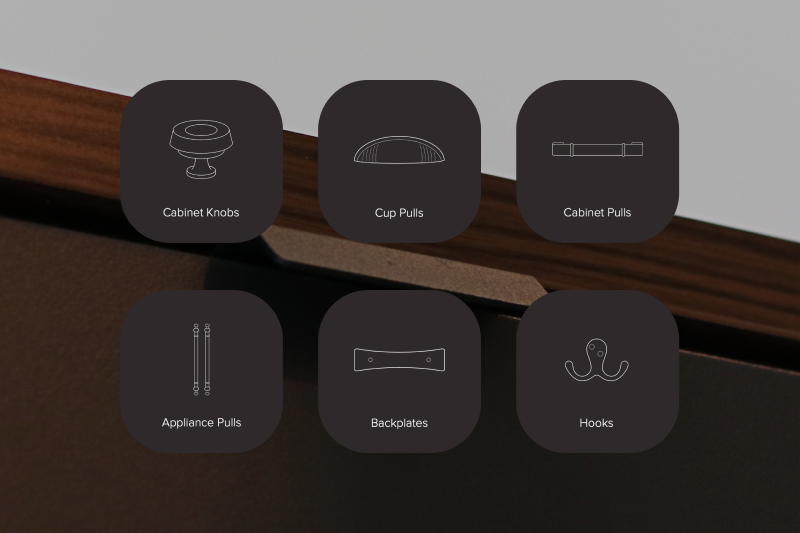 Cabinet Knobs
Cup Pulls
Cabinet Pulls
Appliance Pulls
Backplates
Hooks